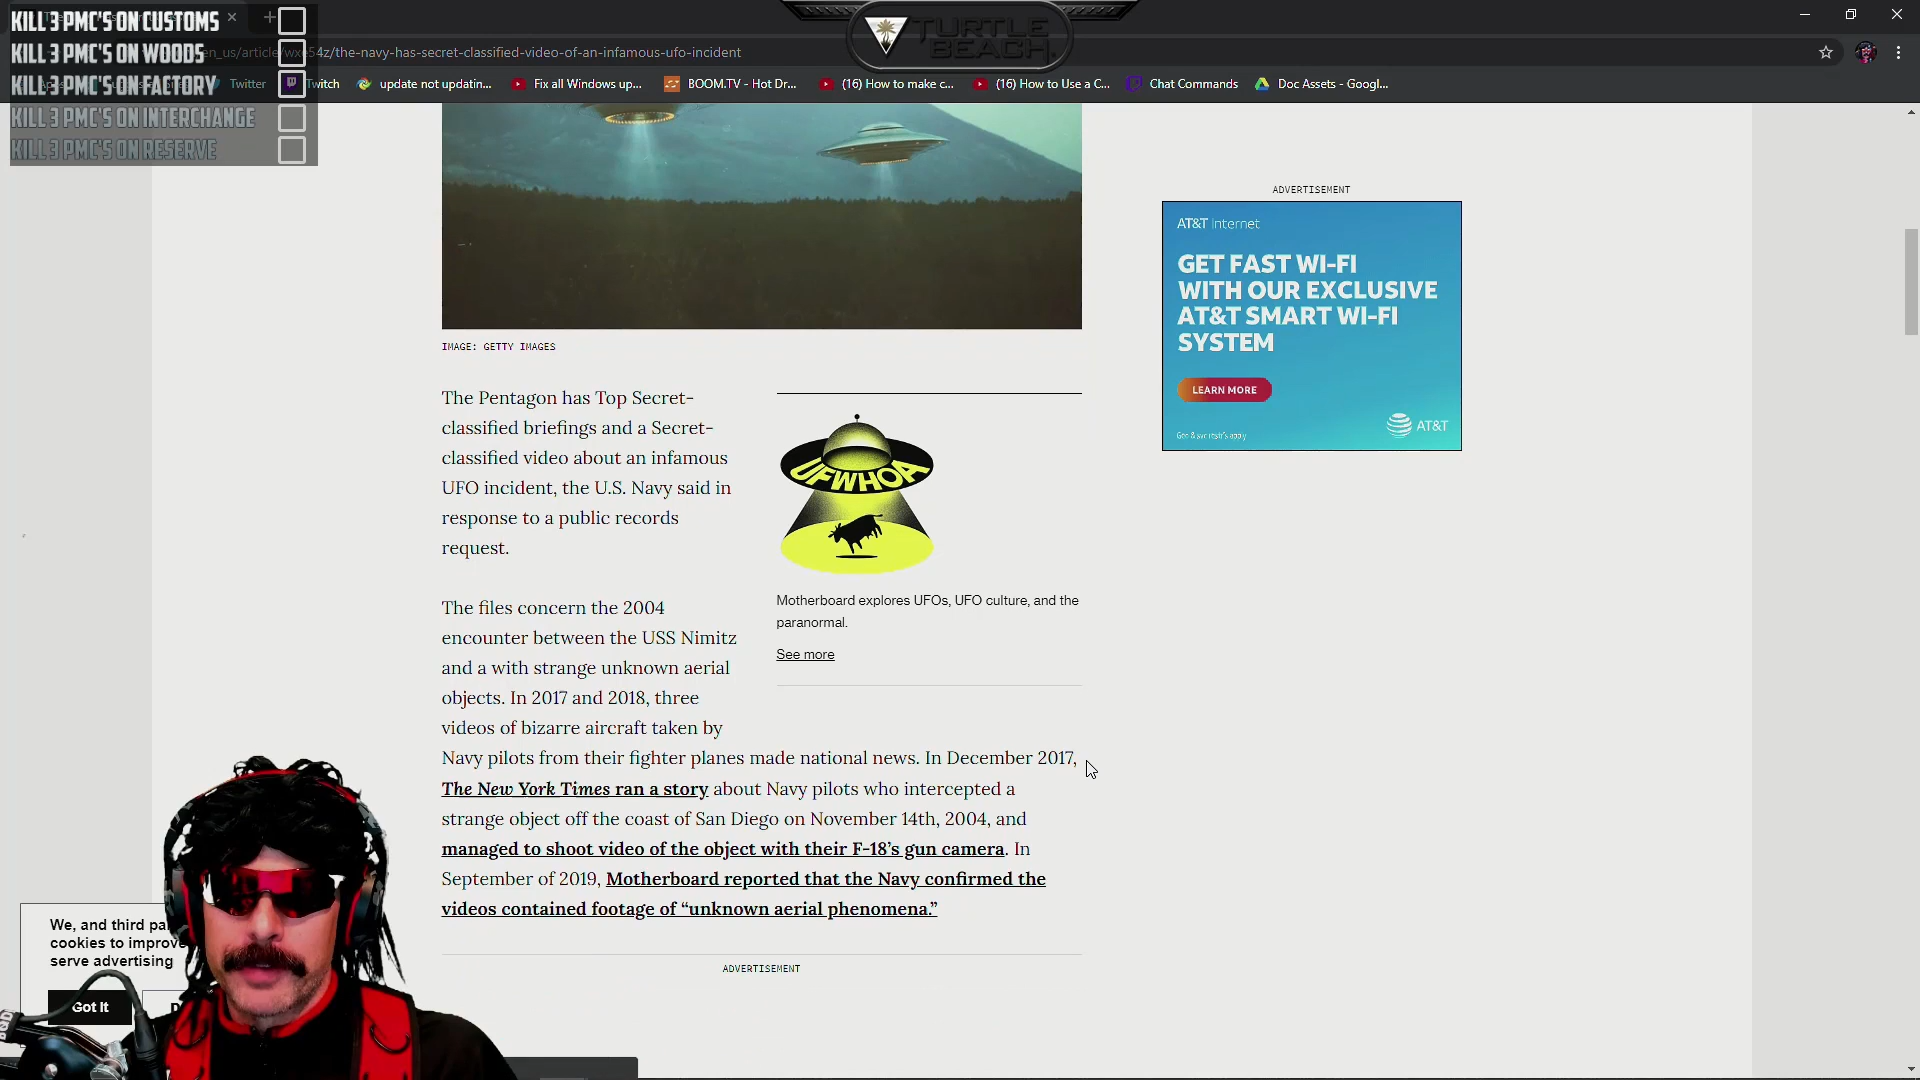 KILL 3 PMC'S ON CUSTOMS
KILL 3 PMC'S ON WOODS
KILL 3 PMC'S ON FACTORY
KILL 3 PMC'S ON INTERCHANGE
KILL 3 PMC'S ON RESERVE
TURTLE
BEACH.
en_us/article/wxe54z/the-navy-has-secret-classified-video-of-an-infamous-ufo-incident
Twitter
Twitch
update not updatin...
Fix all Windows up...
BOOM.TV - Hot Dr...
(16) How to make c...
(16) How to Use a C...
Chat Commands
Doc Assets - Googl...
IMAGE: GETTY IMAGES
The Pentagon has Top Secret-
classified briefings and a Secret-
classified video about an infamous
UFO incident, the U.S. Navy said in
response to a public records
request.
The files concern the 2004
encounter between the USS Nimitz
and a with strange unknown aerial
objects. In 2017 and 2018, three
videos of bizarre aircraft taken by
Navy pilots from their fighter planes made national news. In December 2017,
The New York Times ran a story about Navy pilots who intercepted a
strange object off the coast of San Diego on November 14th, 2004, and
managed to shoot video of the object with their F-18's gun camera. In
September of 2019, Motherboard reported that the Navy confirmed the
videos contained footage of “unknown aerial phenomena.”
UFWHOA
Motherboard explores UFOs, UFO culture, and the
paranormal.
See more
ADVERTISEMENT
AT&T Internet
GET FAST WI-FI
WITH OUR EXCLUSIVE
AT&T SMART WI-FI
SYSTEM
LEARN MORE
Geo & svc restr's apply
AT&T
ADVERTISEMENT
We, and third pa
cookies to improve
serve advertising
Got It